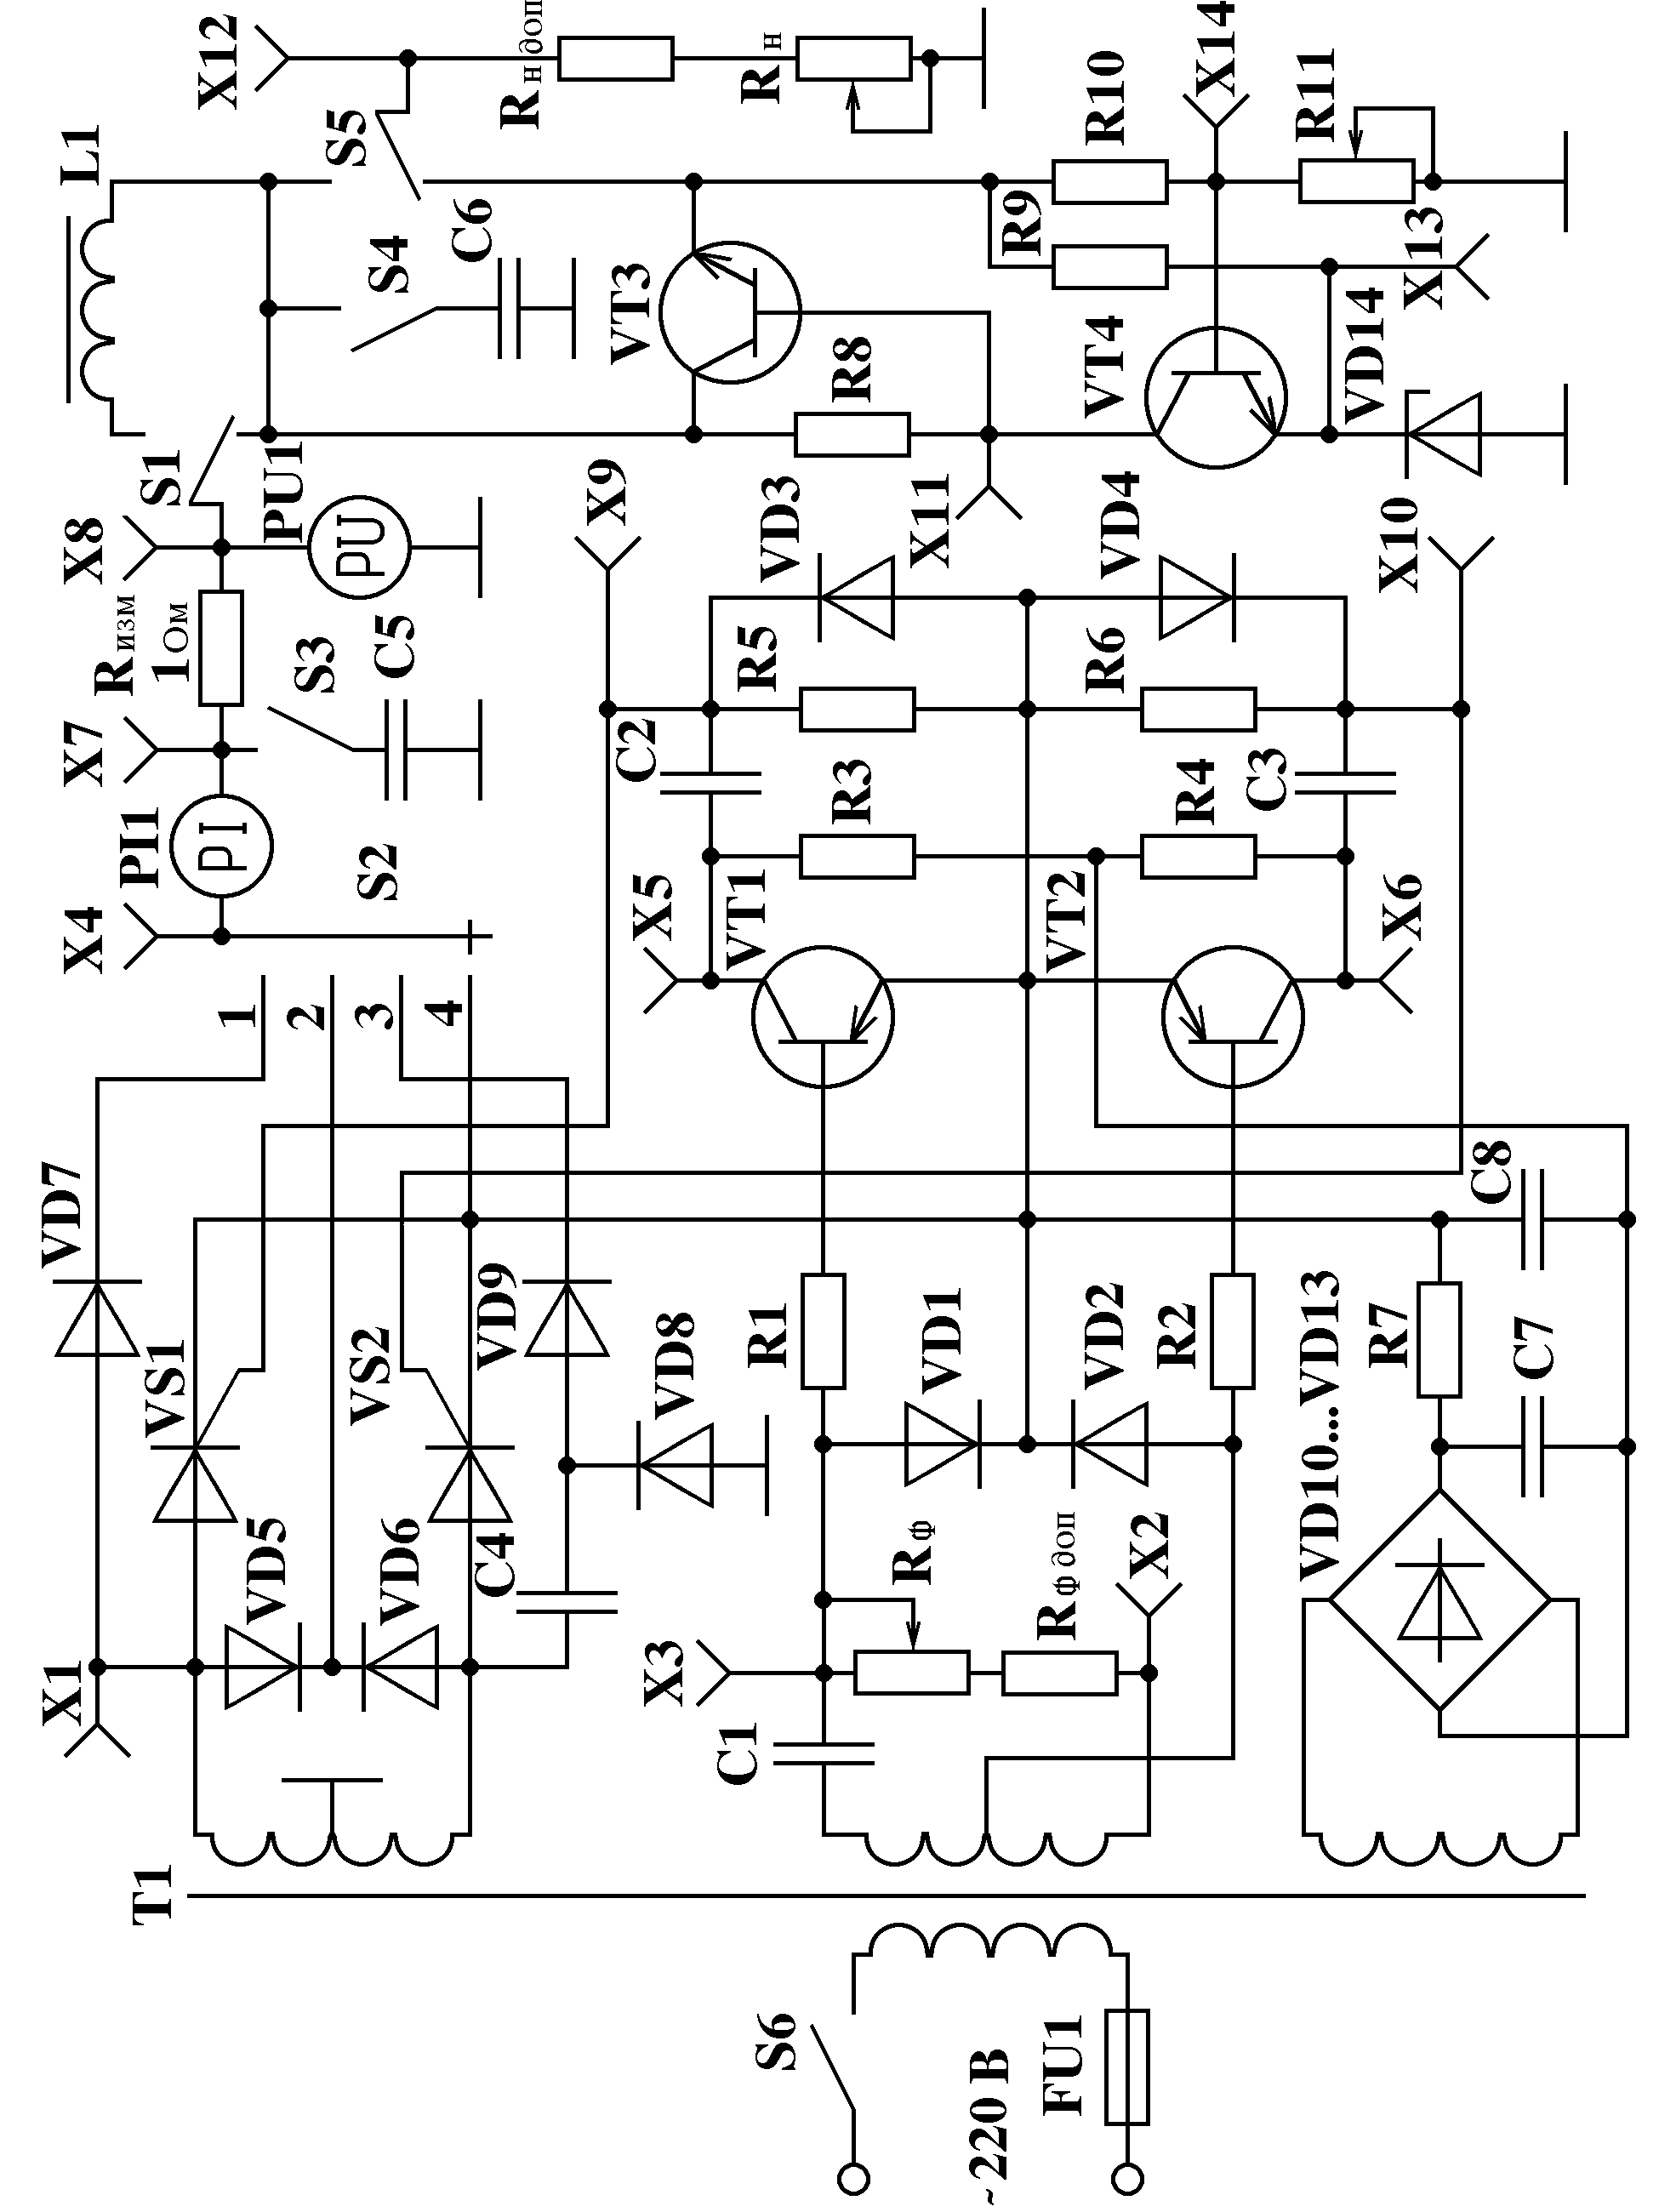 X1
VD7
X4
X7
X8
L1
T1
VS1
PI1
Rизм
1Ом
S1
PI
1
X12
VD5
2
S3
PU1
S5
VD6
VS2
3
S2
PU
C5
S4
C4
VD9
4
C6
Rн доп
X3
VD8
X5
C2
X9
VT3
C1
S6
R1
VT1
R5
VD3
Rн
R3
R8
Rф
VD1
X11
~220 В
R9
FU1
Rф доп
VD2
VT2
R6
VD4
VT4
R10
X2
R2
R4
X14
C3
VD10...VD13
R11
R7
X6
X10
VD14
X13
C7
C8